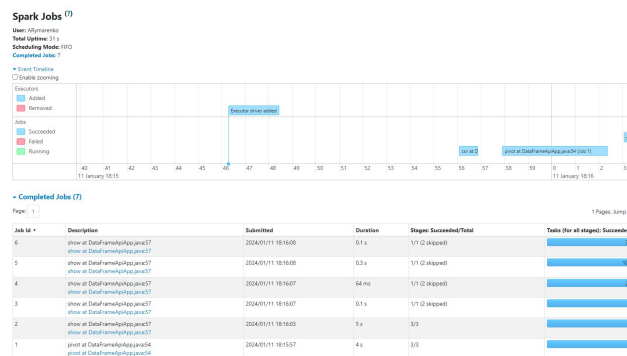 Spark Jobs (?)
User: ARymarenko
Total Uptime: 31 s
Scheduling Mode: FIFO
Completed Jobs: 7
Event Timeline
Enable zooming
Executors
Added
Removed
Executor driver added
Jobs
Succeeded
Failed
Running
csv at D
pivot at DataFrameApiApp.java:54 (Job 1)
40 41 42 43 44 45 46 47 48 49 50 51 52 53 54 55 56 57 58 59 0 1 2 3
11 January 18:15 11 January 18:16
Completed Jobs (7)
Page: 1 1 Pages. Jump
Job Id Description Submitted Duration Stages: Succeeded/Total Tasks (for all stages): Succeede
6 show at DataFrameApiApp.java:57 2024/01/11 18:16:08 0.1 s 1/1 (2 skipped)
show at DataFrameApiApp.java:57
5 show at DataFrameApiApp.java:57 2024/01/11 18:16:08 0.3 s 1/1 (2 skipped)
show at DataFrameApiApp.java:57
4 show at DataFrameApiApp.java:57 2024/01/11 18:16:07 64 ms 1/1 (2 skipped)
show at DataFrameApiApp.java:57
3 show at DataFrameApiApp.java:57 2024/01/11 18:16:07 0.1 s 1/1 (2 skipped)
show at DataFrameApiApp.java:57
2 show at DataFrameApiApp.java:57 2024/01/11 18:16:03 5 s 3/3
show at DataFrameApiApp.java:57
1 pivot at DataFrameApiApp.java:54 2024/01/11 18:15:57 4 s 3/3
pivot at DataFrameApiApp.java:54